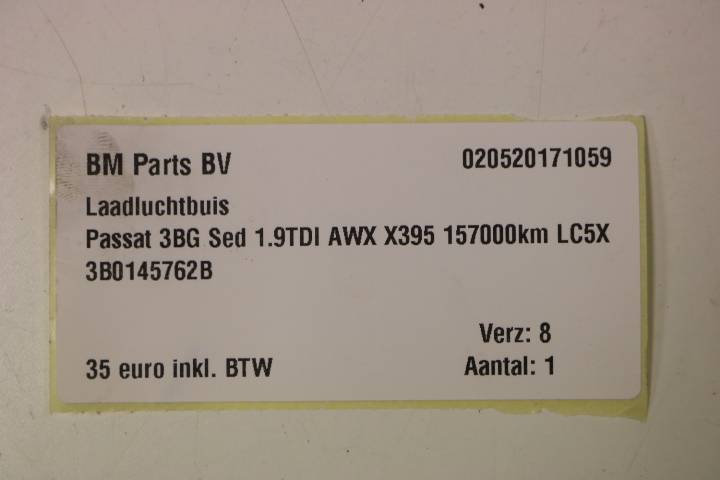 BM Parts BV 020520171059
Laadluchtbuis
Passat 3BG Sed 1.9TDI AWX X395 157000km LC5X
3B0145762B
Verz: 8
35 euro inkl. BTW Aantal: 1